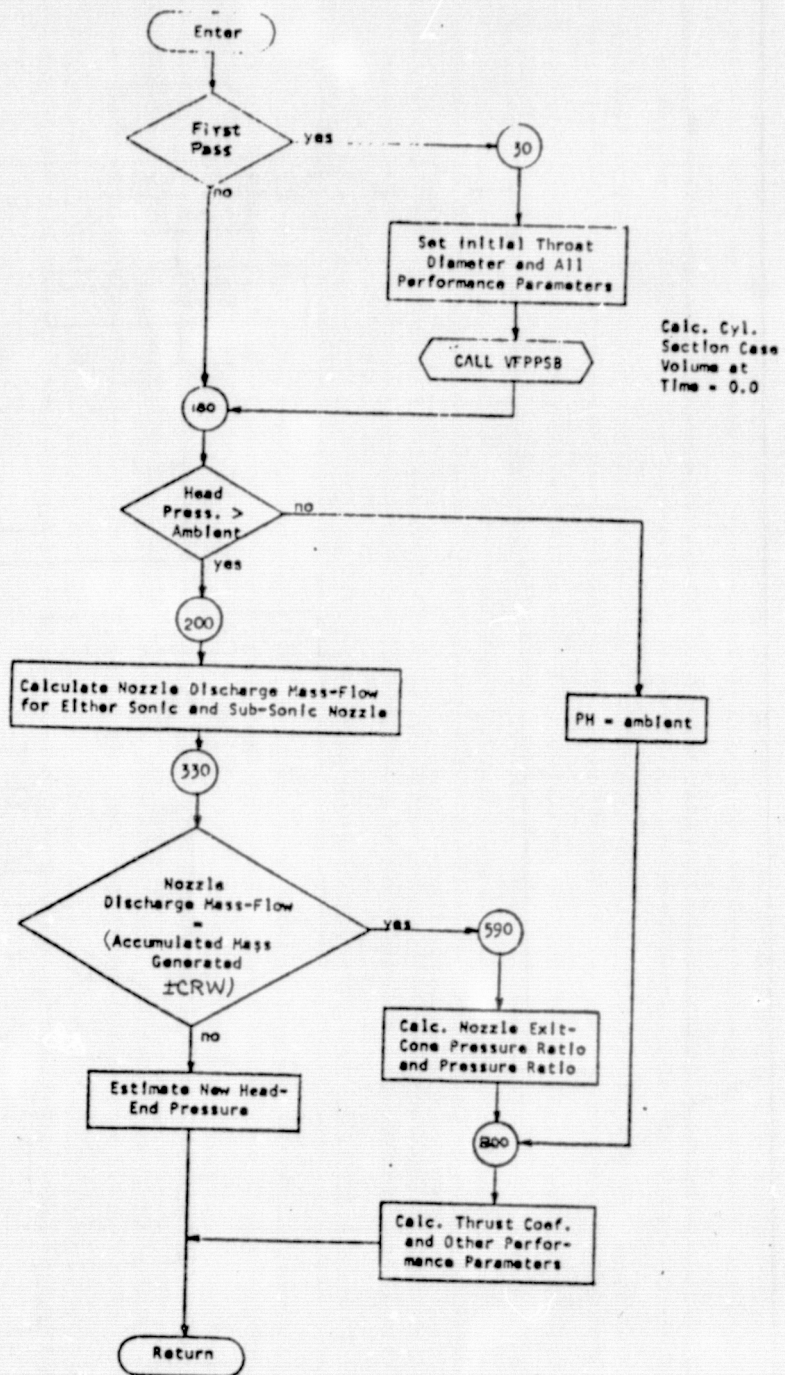 Enter
First
Pass
yes
30
no
Set Initial Throat
Diameter and All
Performance Parameters
CALL VFPPSB
Calc. Cyl.
Section Case
Volume at
Time = 0.0
180
Head
Press. >
Ambient
no
yes
200
Calculate Nozzle Discharge Mass-Flow
for Either Sonic and Sub-Sonic Nozzle
PH = ambient
330
Nozzle
Discharge Mass-Flow
=
(Accumulated Mass
Generated
±CRW)
yes
590
no
Calc. Nozzle Exit-
Cone Pressure Ratio
and Pressure Ratio
Estimate New Head-
End Pressure
800
Calc. Thrust Coef.
and Other Perfor-
mance Parameters
Return